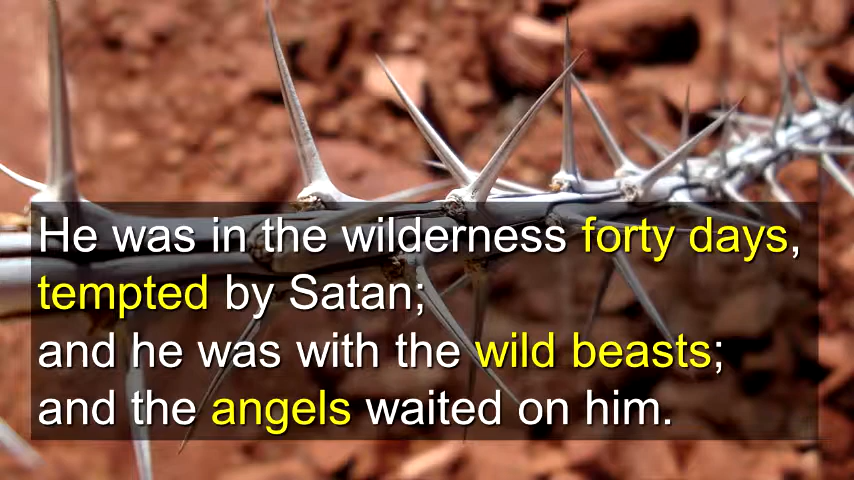 He was in the wilderness forty days,
tempted by Satan;
and he was with the wild beasts;
and the angels waited on him.